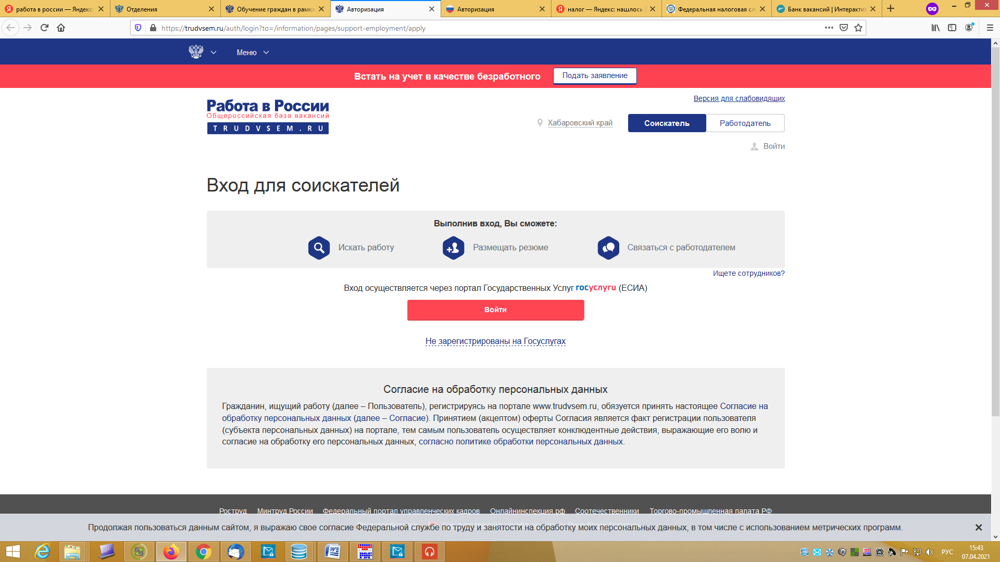 работа в россии — Яндекс:
Отделения
Обучение граждан в рамка
Авторизация
Авторизация
налог — Яндекс: нашлось
Федеральная налоговая сл
Банк вакансий | Интерактив
https://trudvsem.ru/auth/login?to=/information/pages/support-employment/apply
Меню
Встать на учет в качестве безработного
Подать заявление
Версия для слабовидящих
Работа в России
Общероссийская база вакансий
TRUDVSEM.RU
Хабаровский край
Соискатель
Работодатель
Войти
Вход для соискателей
Выполнив вход, Вы сможете:
Искать работу
Размещать резюме
Связаться с работодателем
Ищете сотрудников?
Вход осуществляется через портал Государственных Услуг госуслуги (ЕСИА)
Войти
Не зарегистрированы на Госуслугах
Согласие на обработку персональных данных
Гражданин, ищущий работу (далее – Пользователь), регистрируясь на портале www.trudvsem.ru, обязуется принять настоящее Согласие на
обработку персональных данных (далее – Согласие). Принятием (акцептом) оферты Согласия является факт регистрации пользователя
(субъекта персональных данных) на портале, тем самым пользователь осуществляет конклюдентные действия, выражающие его волю и
согласие на обработку его персональных данных, согласно политике обработки персональных данных.
Роструд Минтруд России Федеральный портал управленческих кадров Онлайнинспекция.рф Соотечественники Торгово-промышленная палата РФ
Продолжая пользоваться данным сайтом, я выражаю свое согласие Федеральной службе по труду и занятости на обработку моих персональных данных, в том числе с использованием метрических программ.
РУС
15:43
07.04.2021